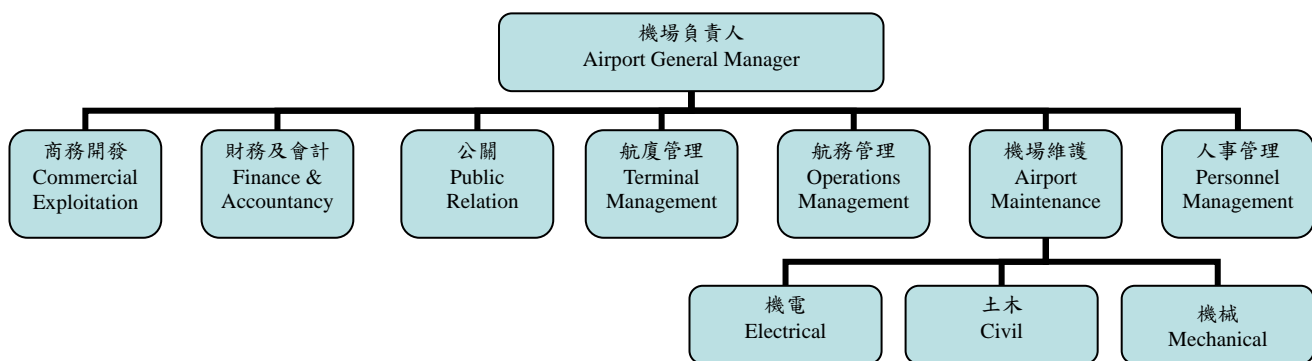 機場負責人
Airport General Manager
商務開發
Commercial
Exploitation
財務及會計
Finance &
Accountancy
公關
Public
Relation
航廈管理
Terminal
Management
航務管理
Operations
Management
機場維護
Airport
Maintenance
人事管理
Personnel
Management
機電
Electrical
土木
Civil
機械
Mechanical